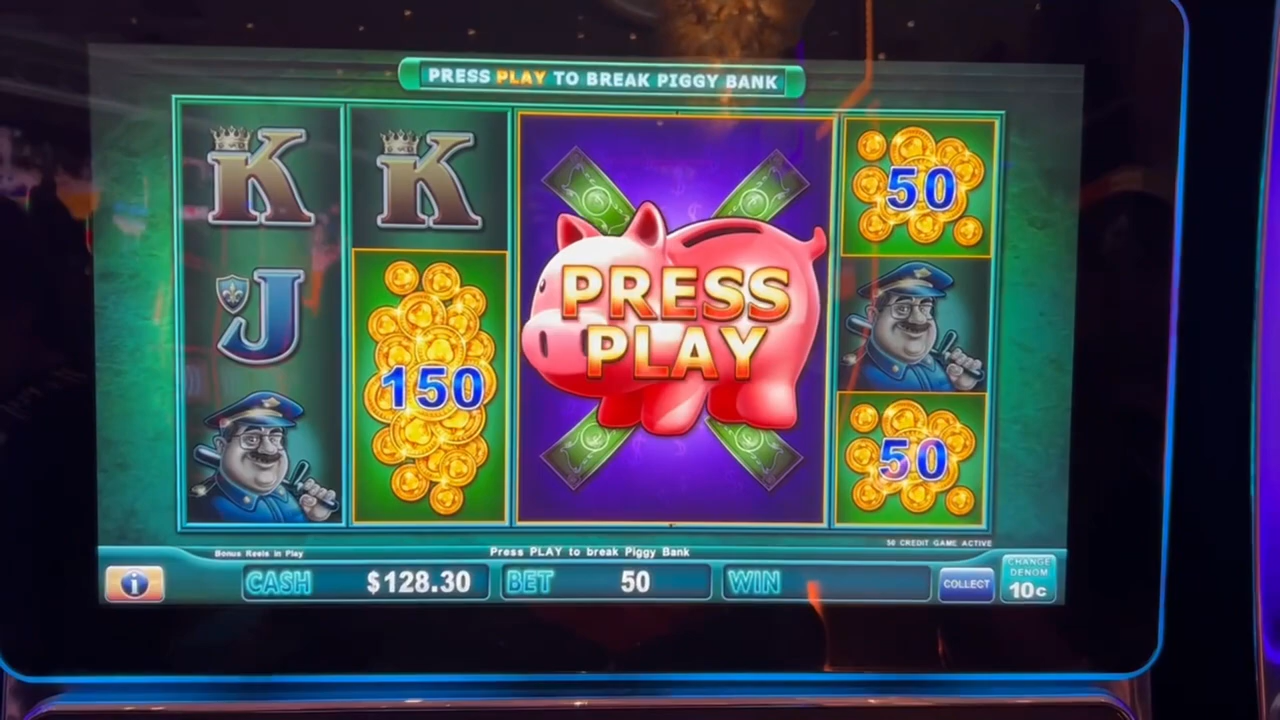 PRESS PLAY TO BREAK PIGGY BANK
K
K
J
150
PRESS
PLAY
50
50
Bonus Reels in Play
Press PLAY to break Piggy Bank
50 CREDIT GAME ACTIVE
i
CASH $128.30
BET 50
WIN
COLLECT
CHANGE
DENOM
10¢